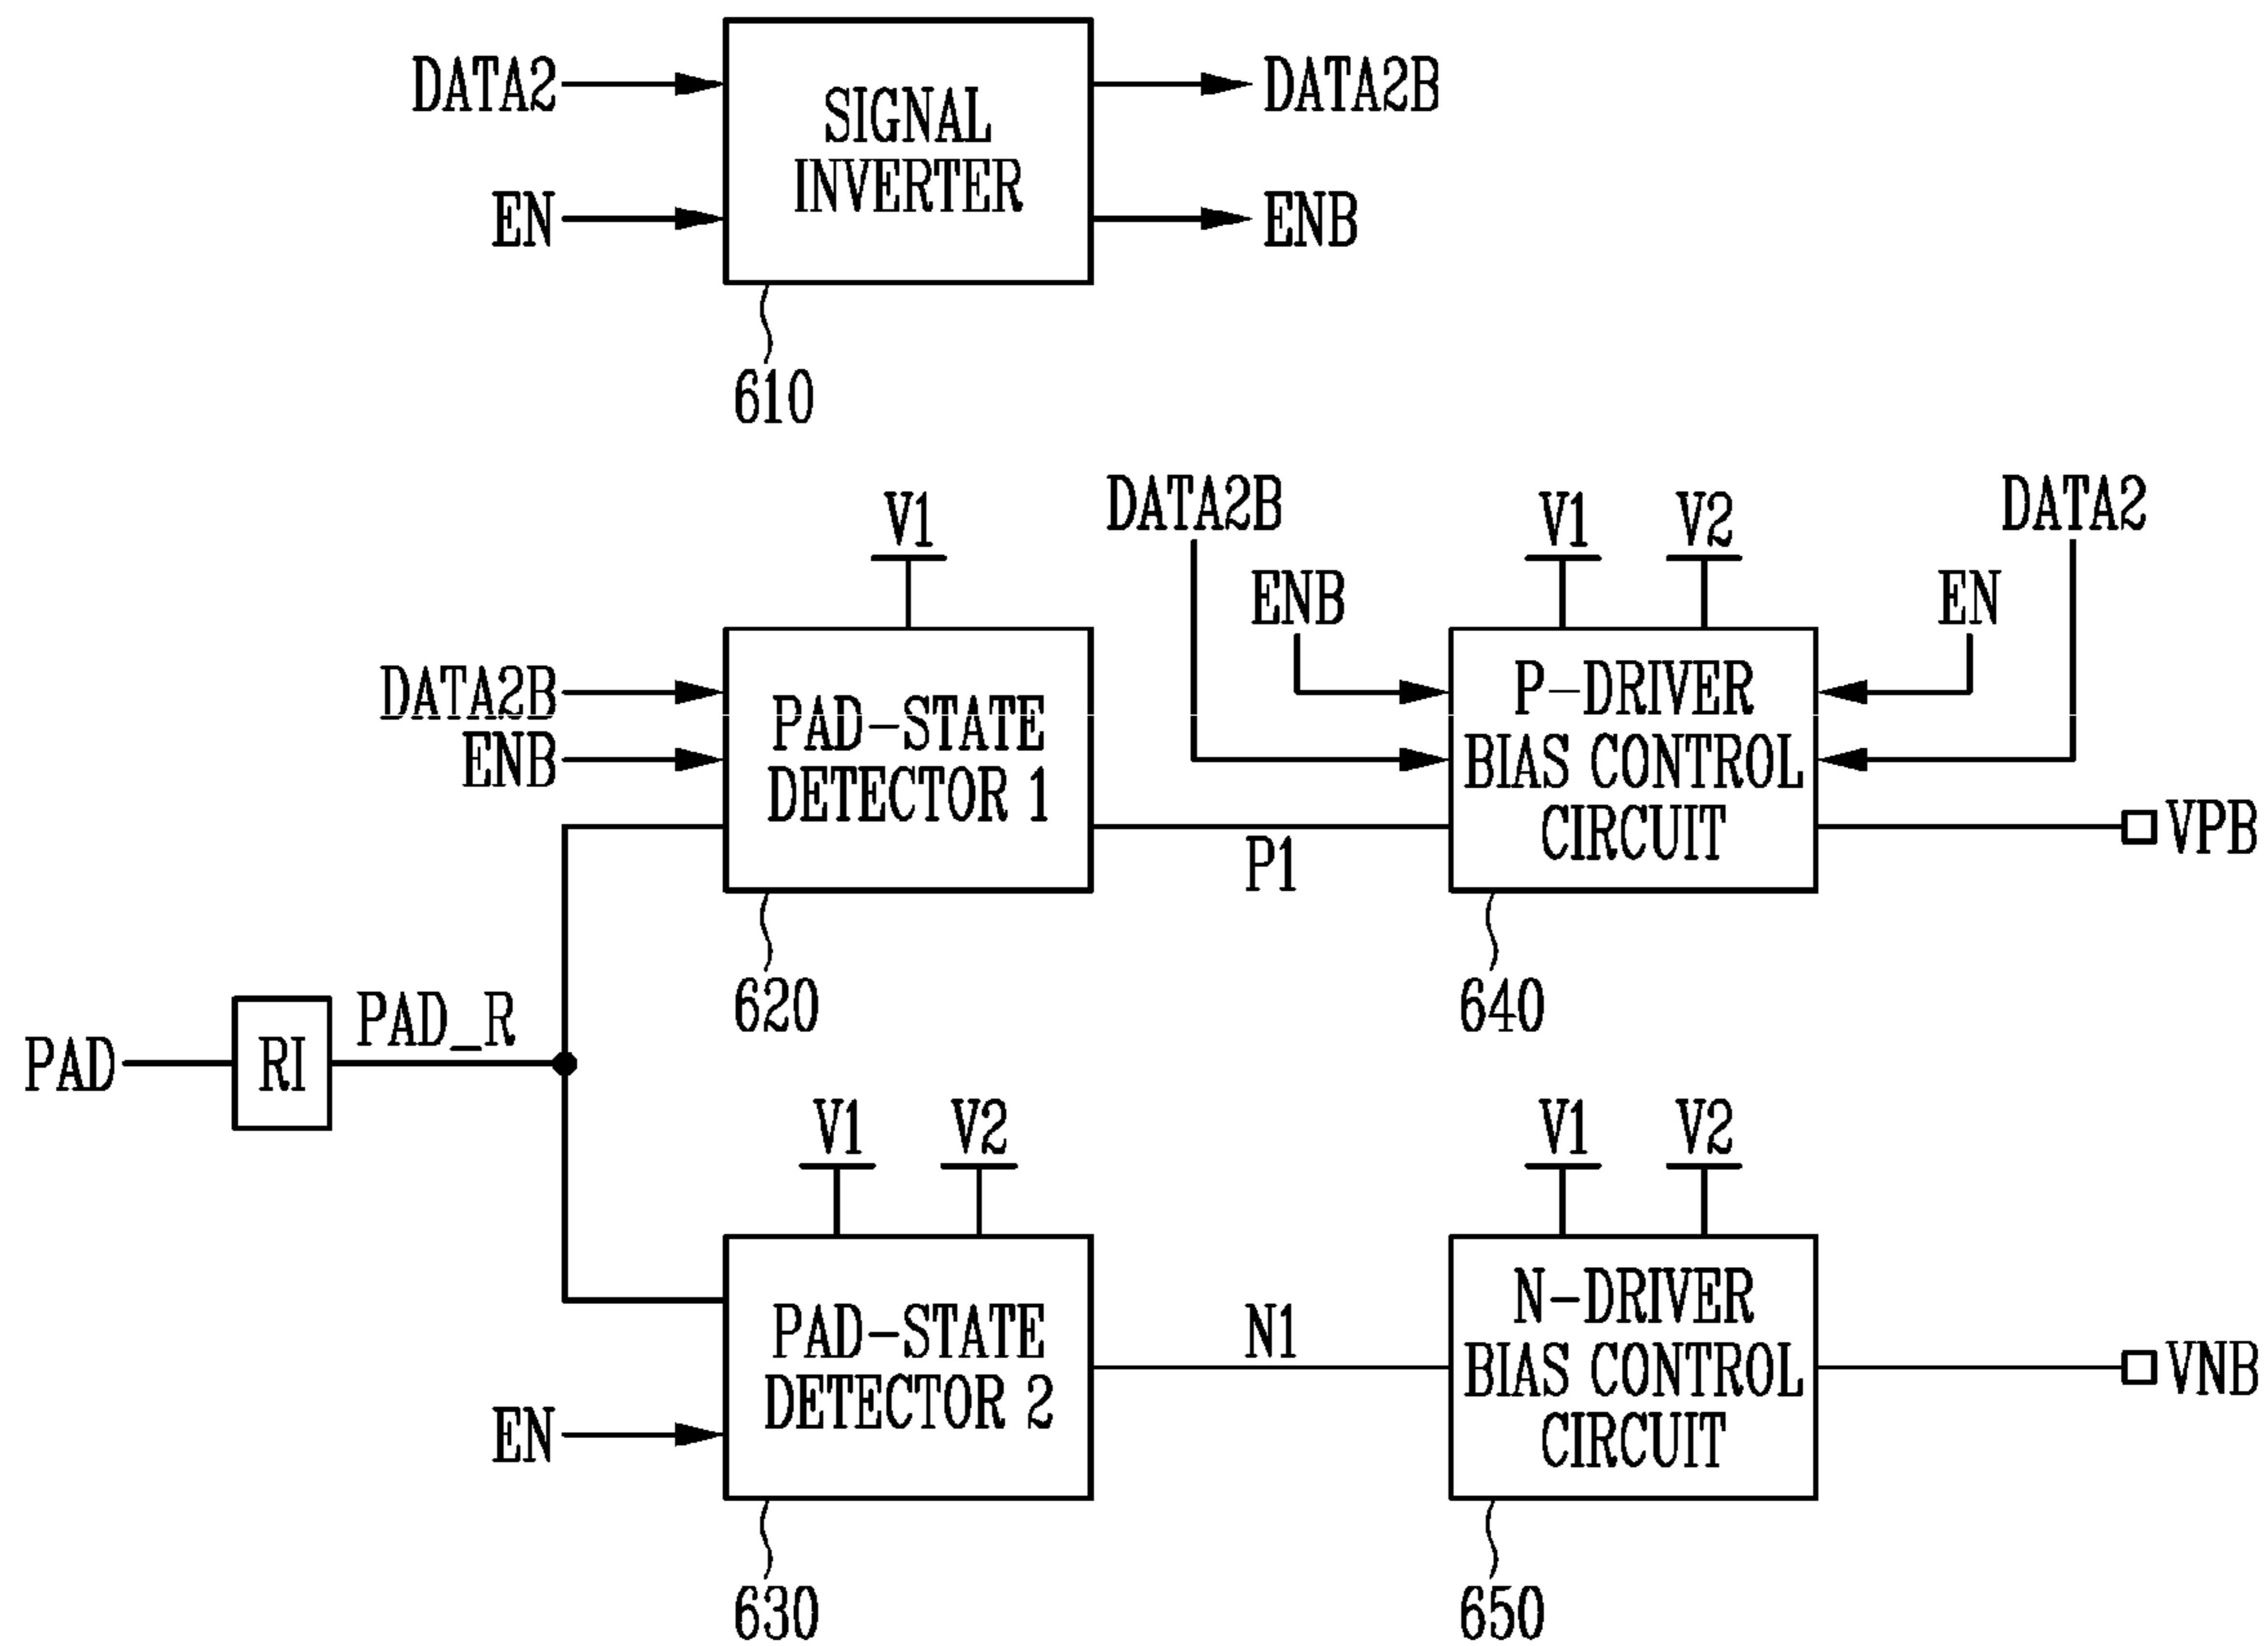 DATA2
EN
SIGNAL
INVERTER
DATA2B
ENB
610
V1
DATA2B
ENB
PAD-STATE
DETECTOR 1
620
P1
DATA2B
ENB
V1
V2
EN
DATA2
P-DRIVER
BIAS CONTROL
CIRCUIT
640
VPB
PAD
RI
PAD_R
V1
V2
EN
PAD-STATE
DETECTOR 2
630
N1
V1
V2
N-DRIVER
BIAS CONTROL
CIRCUIT
650
VNB